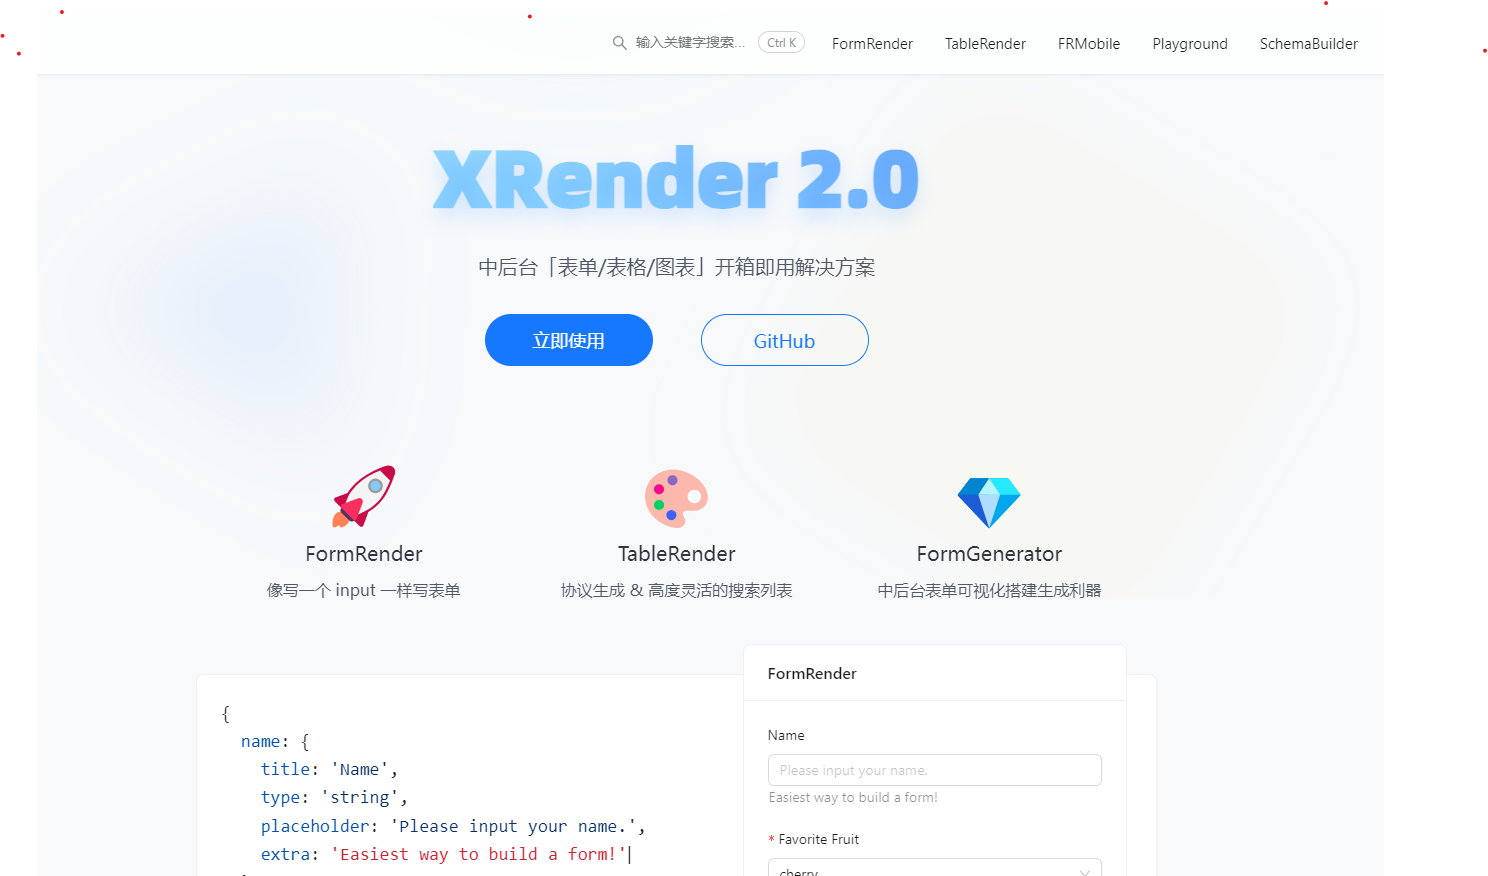 输入关键字搜索... Ctrl K FormRender TableRender FRMobile Playground SchemaBuilder
XRender 2.0
中后台「表单/表格/图表」开箱即用解决方案
立即使用 GitHub
FormRender TableRender FormGenerator
像写一个 input 一样写表单 协议生成 & 高度灵活的搜索列表 中后台表单可视化搭建生成利器
{
name: {
title: 'Name',
type: 'string',
placeholder: 'Please input your name.',
extra: 'Easiest way to build a form!'
FormRender
Name
Please input your name.
Easiest way to build a form!
* Favorite Fruit
cherry